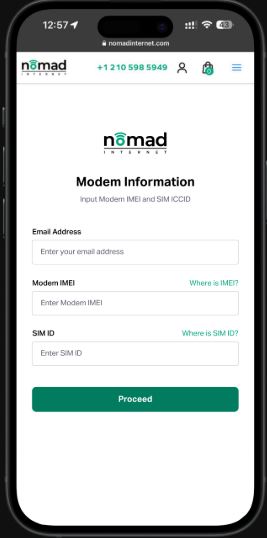 12:57
43
nomadinternet.com
nomad
INTERNET
+1 210 598 5949
0
nomad
INTERNET
Modem Information
Input Modem IMEI and SIM ICCID
Email Address
Enter your email address
Modem IMEI Where is IMEI?
Enter Modem IMEI
SIM ID Where is SIM ID?
Enter SIM ID
Proceed